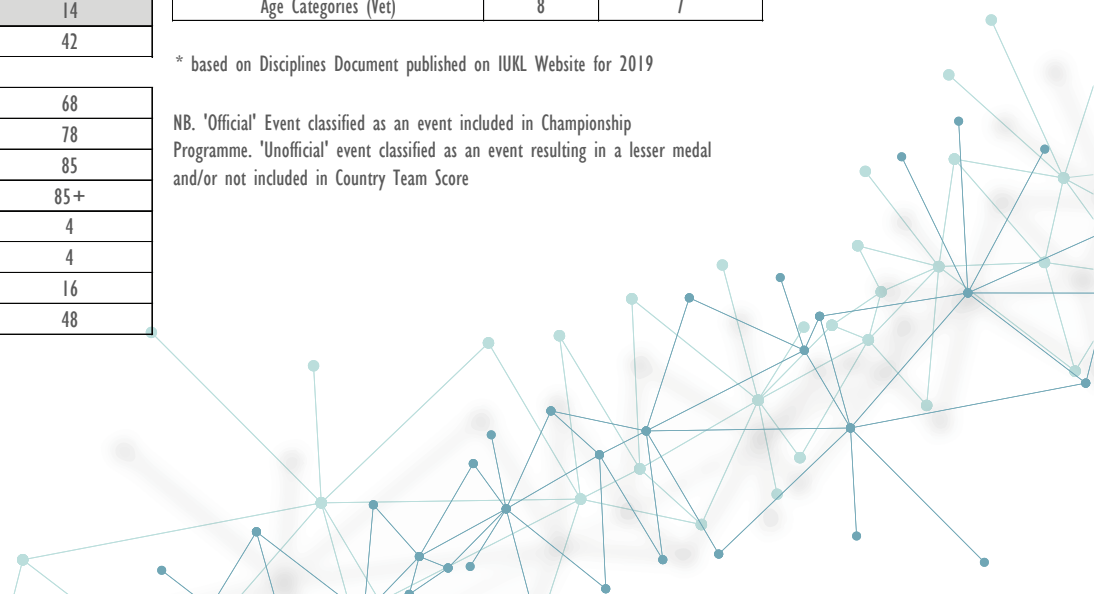 14
42
68
78
85
85+
4
4
16
48
Age Categories (Vet) 8 7
* based on Disciplines Document published on IUKL Website for 2019
NB. 'Official' Event classified as an event included in Championship
Programme. 'Unofficial' event classified as an event resulting in a lesser medal
and/or not included in Country Team Score